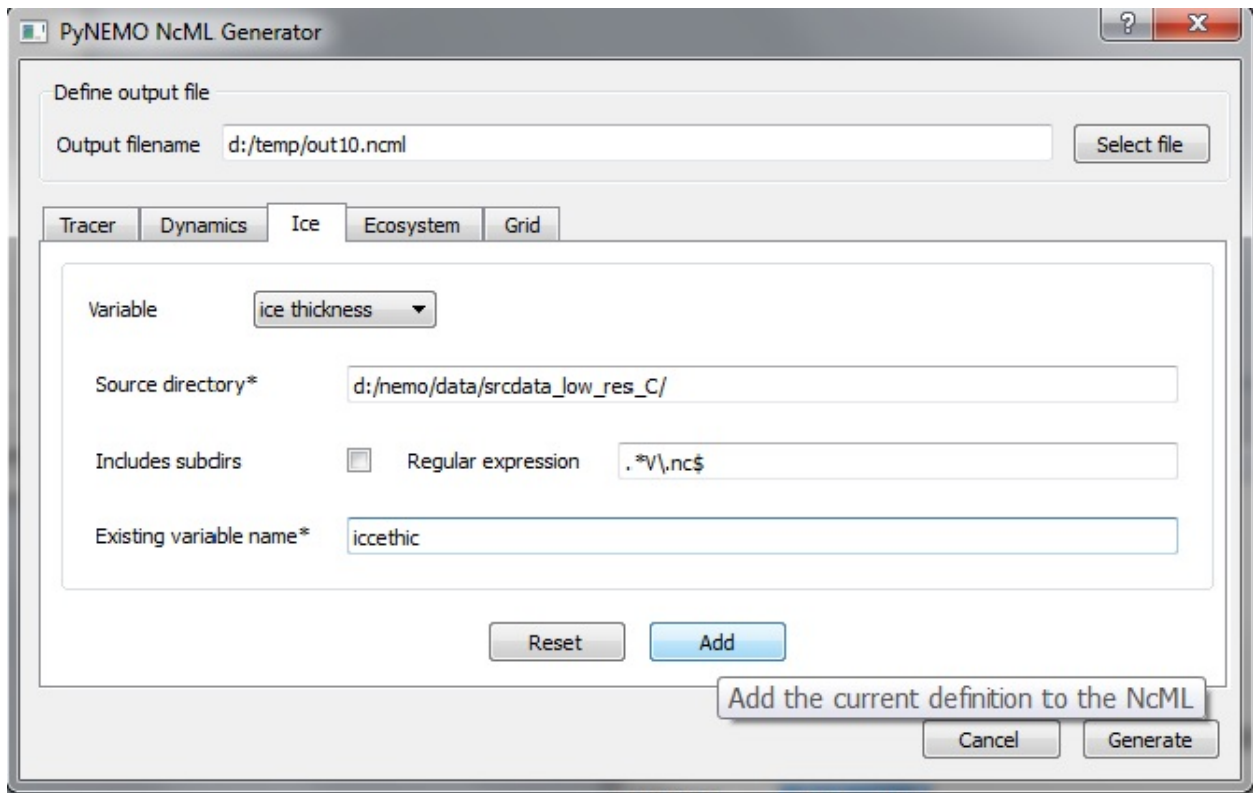 PyNEMO NcML Generator
?
Define output file
Output filename d:/temp/out10.ncml Select file
Tracer Dynamics Ice Ecosystem Grid
Variable ice thickness
Source directory* d:/nemo/data/srcdata_low_res_C/
Includes subdirs Regular expression .*V\.nc$
Existing variable name* iccethic
Reset Add
Add the current definition to the NcML
Cancel Generate